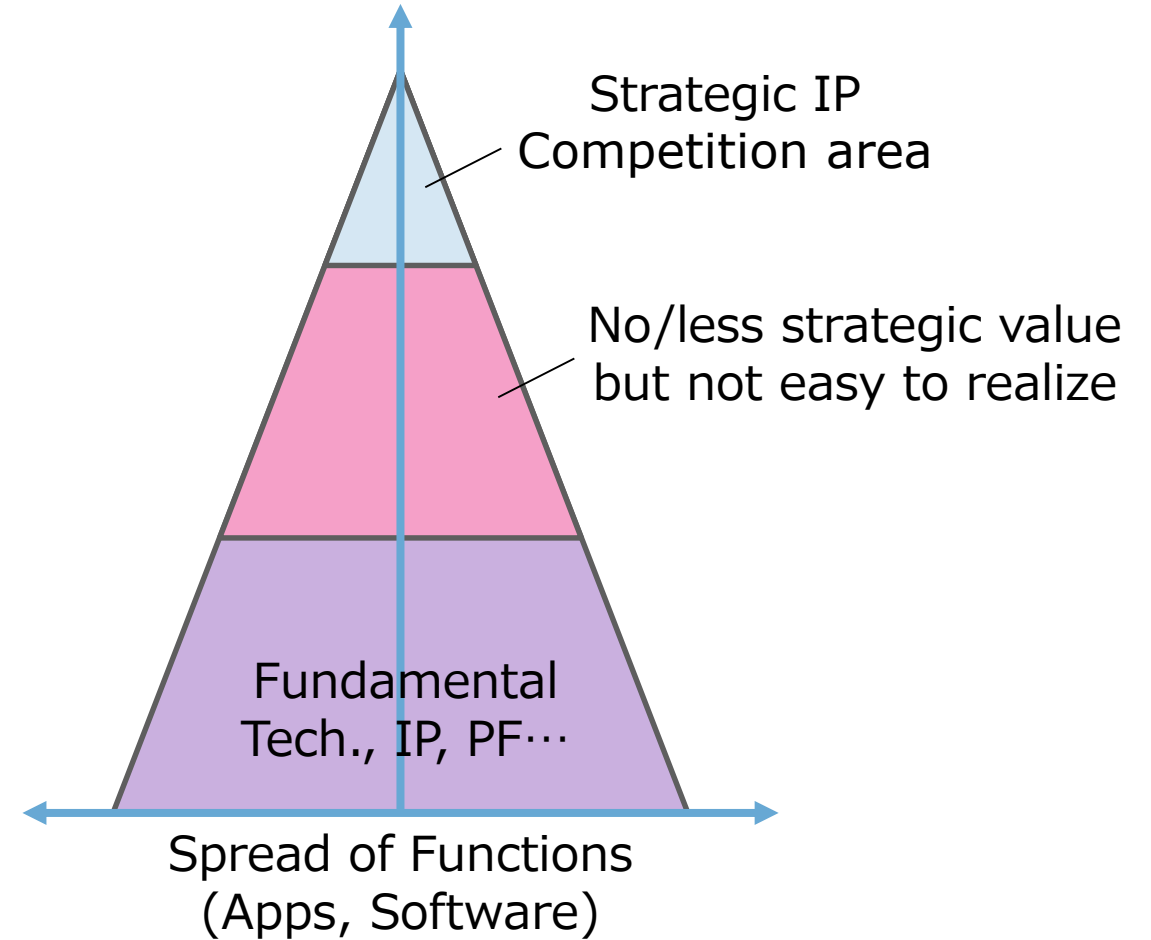 Strategic IP
Competition area
No/less strategic value
but not easy to realize
Fundamental
Tech., IP, PF…
Spread of Functions
(Apps, Software)